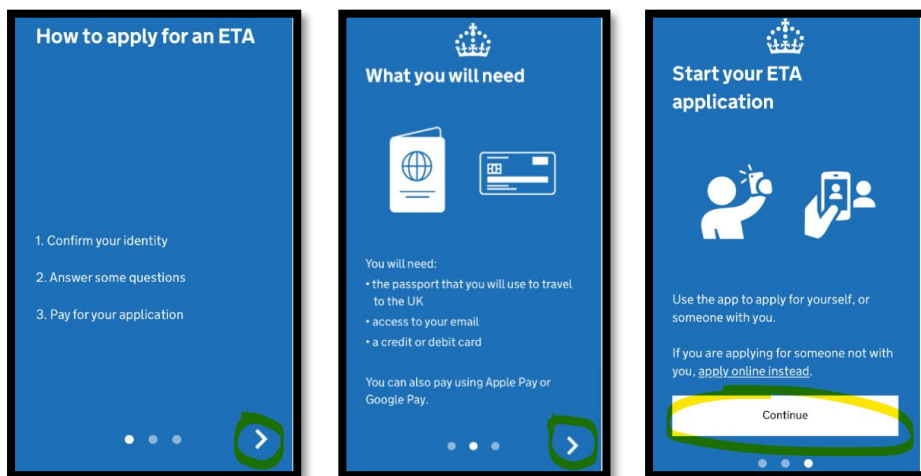 How to apply for an ETA
1. Confirm your identity
2. Answer some questions
3. Pay for your application
What you will need
You will need:
• the passport that you will use to travel
to the UK
• access to your email
• a credit or debit card
You can also pay using Apple Pay or
Google Pay.
Start your ETA
application
Use the app to apply for yourself, or
someone with you.
If you are applying for someone not with
you, apply online instead.
Continue